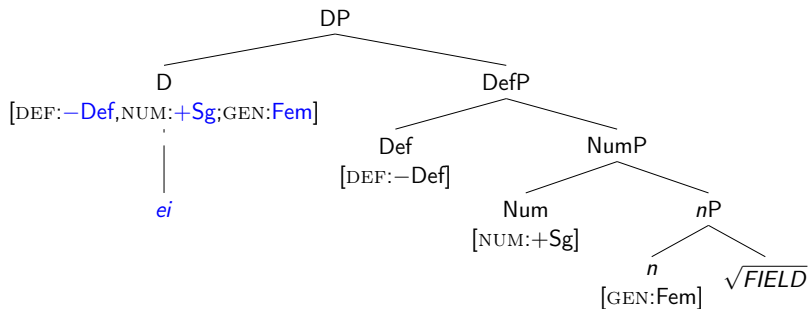 DP
D DefP
[DEF:−Def,NUM:+Sg;GEN:Fem]
Def NumP
[DEF:−Def]
ei Num nP
[NUM:+Sg]
n √FIELD
[GEN:Fem]